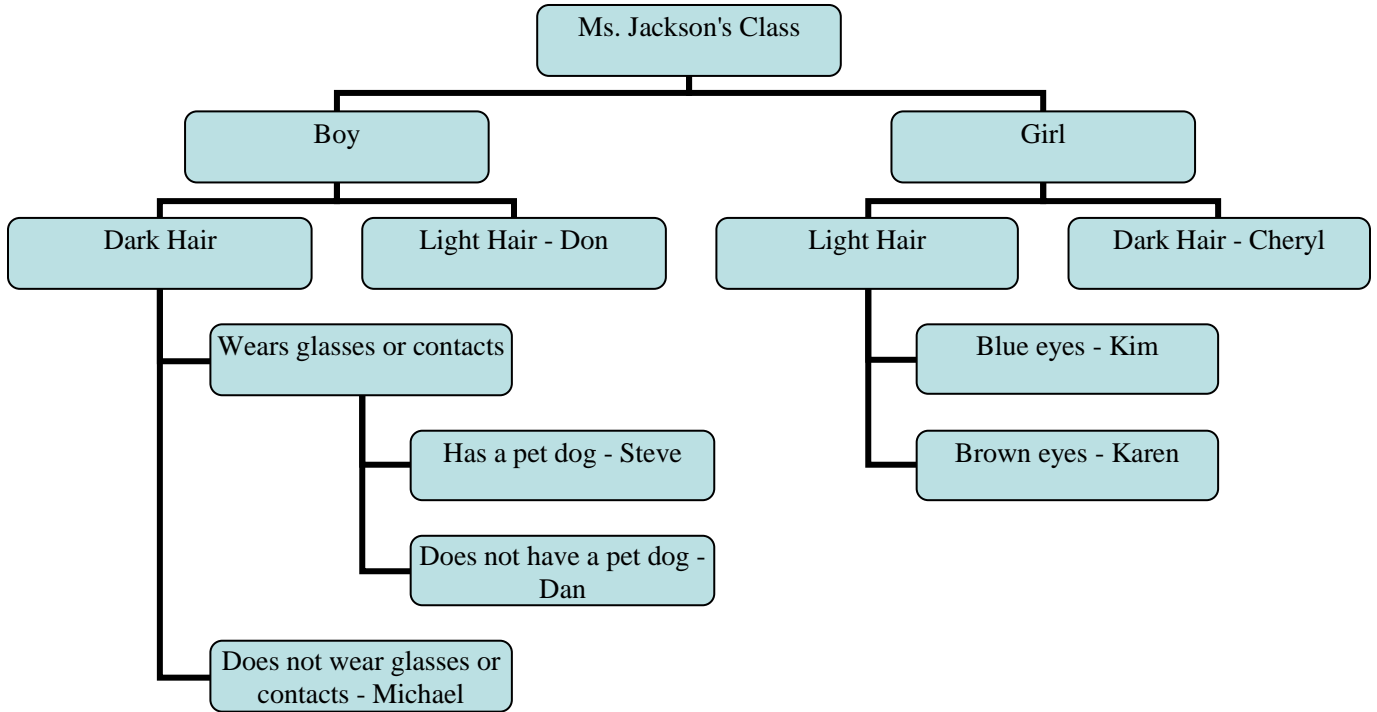 Ms. Jackson's Class
Boy
Girl
Dark Hair
Light Hair - Don
Light Hair
Dark Hair - Cheryl
Wears glasses or contacts
Blue eyes - Kim
Has a pet dog - Steve
Brown eyes - Karen
Does not have a pet dog -
Dan
Does not wear glasses or
contacts - Michael